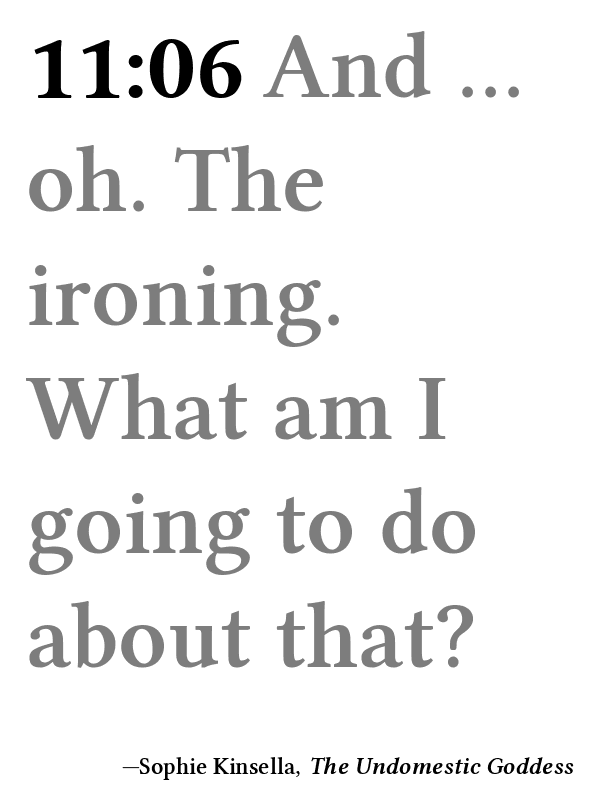 11:06 And ...
oh. The
ironing.
What am I
going to do
about that?
—Sophie Kinsella, The Undomestic Goddess